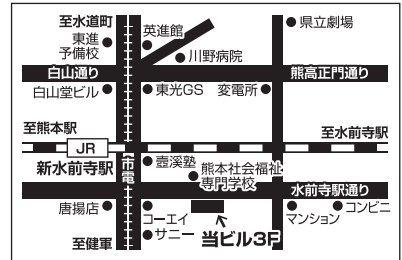 至水道町
英進館
県立劇場
東進
予備校
川野病院
白山通り
熊高正門通り
白山堂ビル
東光GS
変電所
至熊本駅
至水前寺駅
JR
新水前寺駅
市電
壺溪塾
熊本社会福祉
専門学校
水前寺駅通り
唐揚店
コーエイ
マンション
コンビニ
サニー
当ビル3F
至健軍